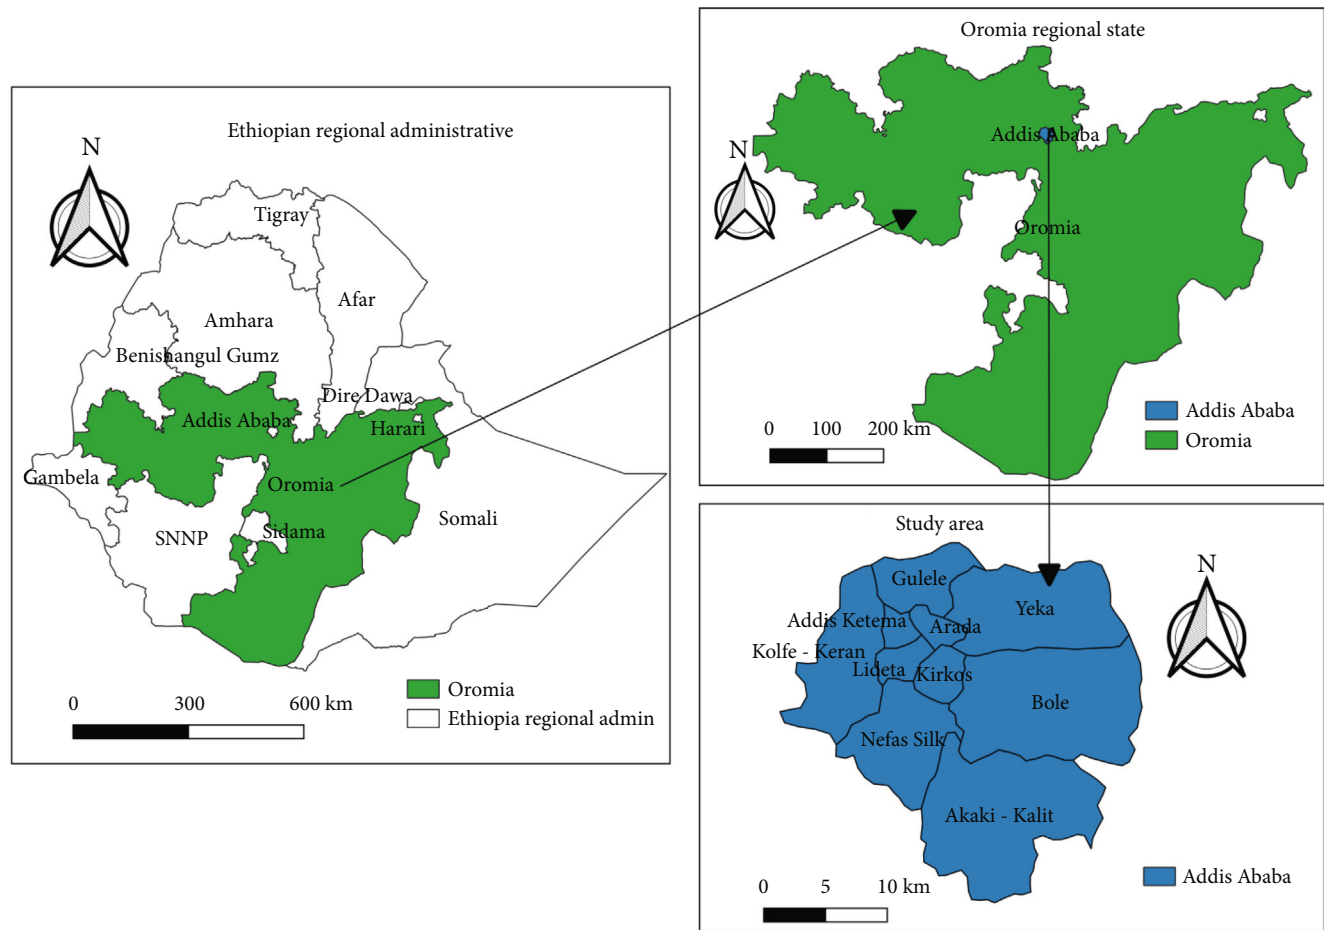 Ethiopian regional administrative
N
Tigray
Afar
Amhara
Benishangul Gumz
Dire Dawa
Addis Ababa
Harari
Gambela
Oromia
Somali
SNNP
Sidama
Oromia
Ethiopia regional admin
0 300 600 km
Oromia regional state
N
Addis Ababa
Oromia
Addis Ababa
Oromia
0 100 200 km
Study area
N
Gulele
Yeka
Addis Ketema
Arada
Kolfe - Keran
Lideta
Kirkos
Bole
Nefas Silk
Akaki - Kalit
0 5 10 km
Addis Ababa